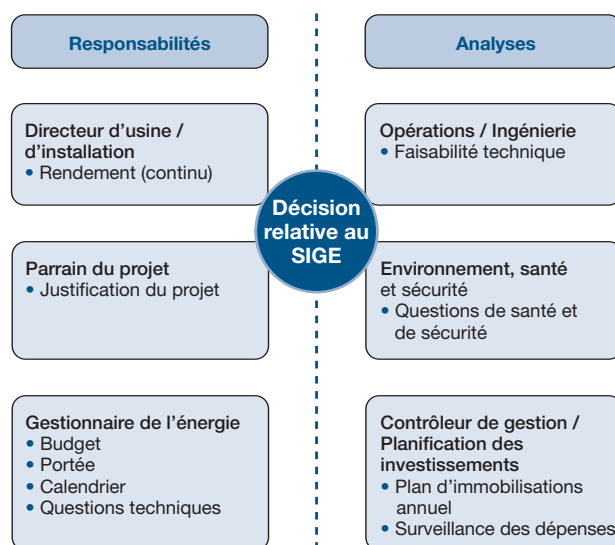 Responsabilités
Analyses
Directeur d'usine /
d'installation
• Rendement (continu)
Opérations / Ingénierie
• Faisabilité technique
Décision
relative au
SIGE
Parrain du projet
• Justification du projet
Environnement, santé
et sécurité
• Questions de santé et
de sécurité
Gestionnaire de l'énergie
• Budget
• Portée
• Calendrier
• Questions techniques
Contrôleur de gestion /
Planification des
investissements
• Plan d'immobilisations
annuel
• Surveillance des dépenses